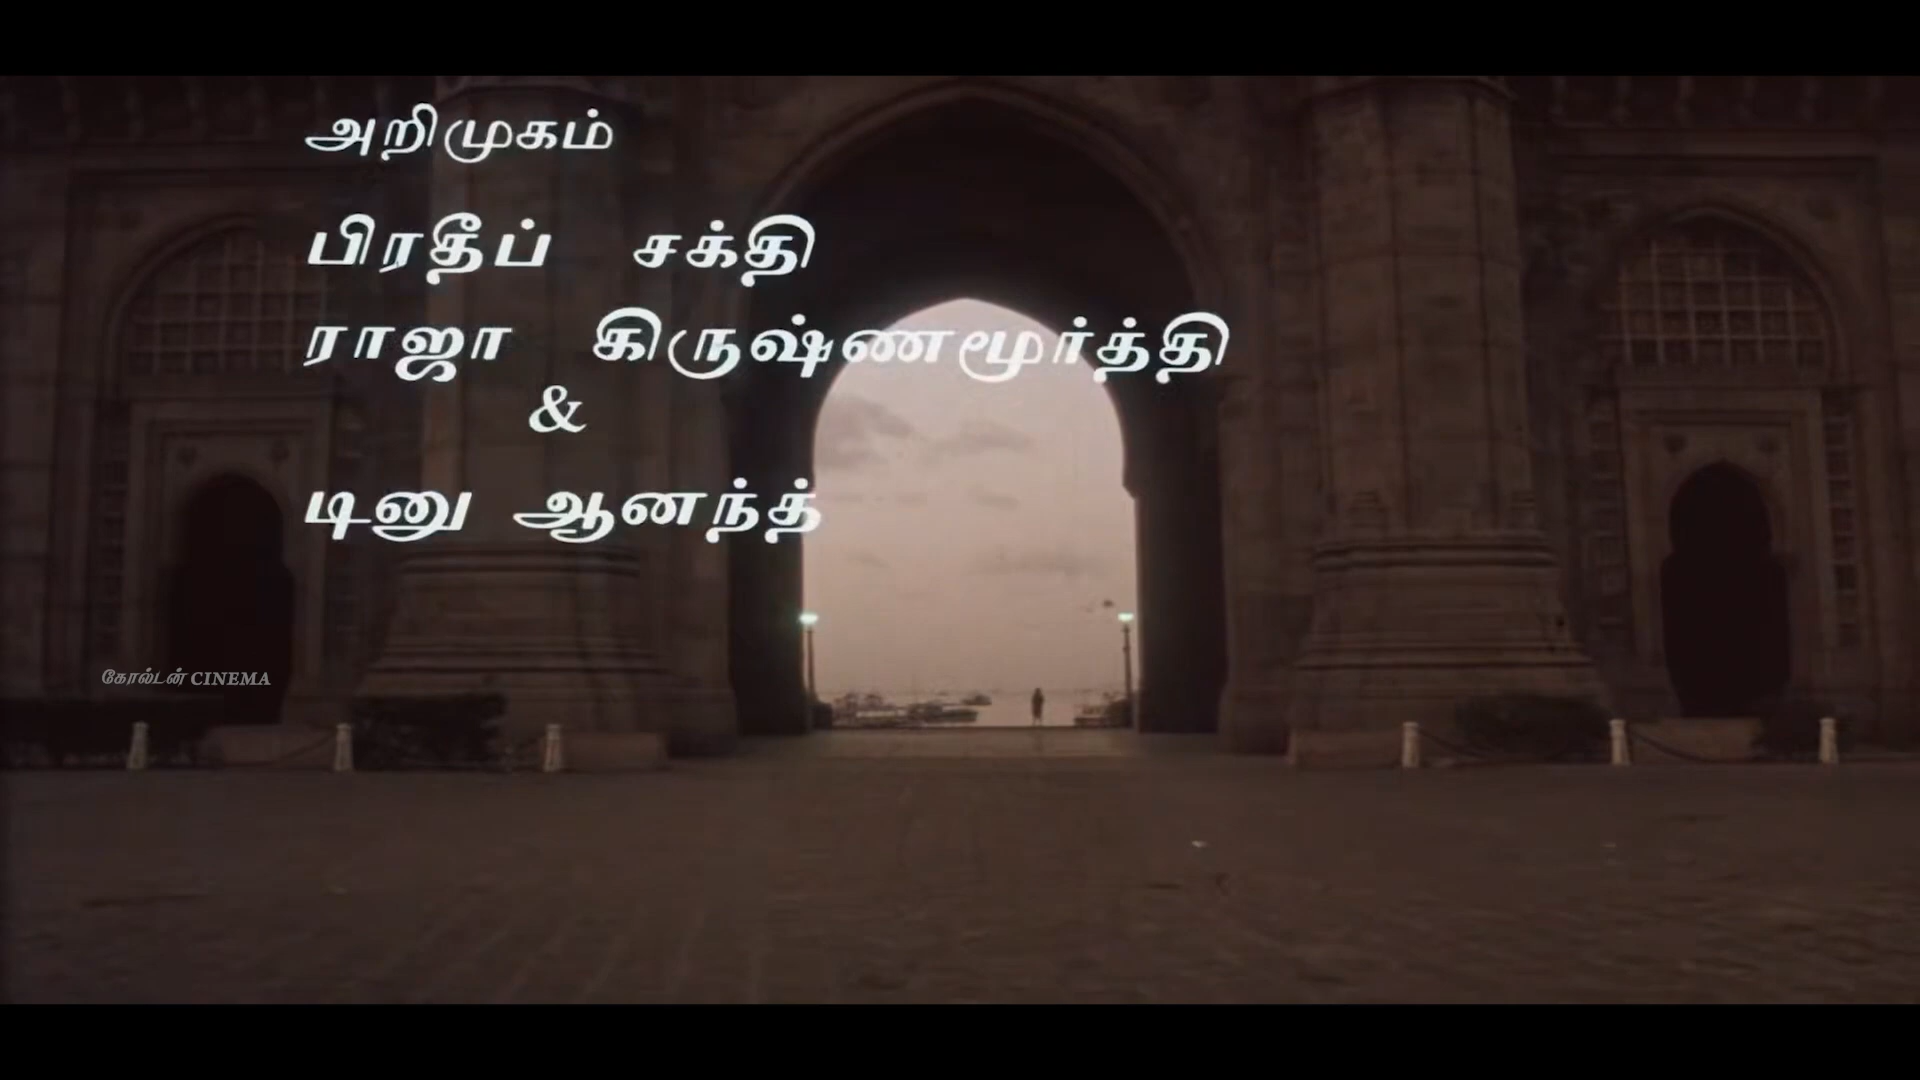 அறிமுகம்
பிரதீப் சக்தி
ராஜா கிருஷ்ணமூர்த்தி
&
டினு ஆனந்த்
கோல்டன் CINEMA